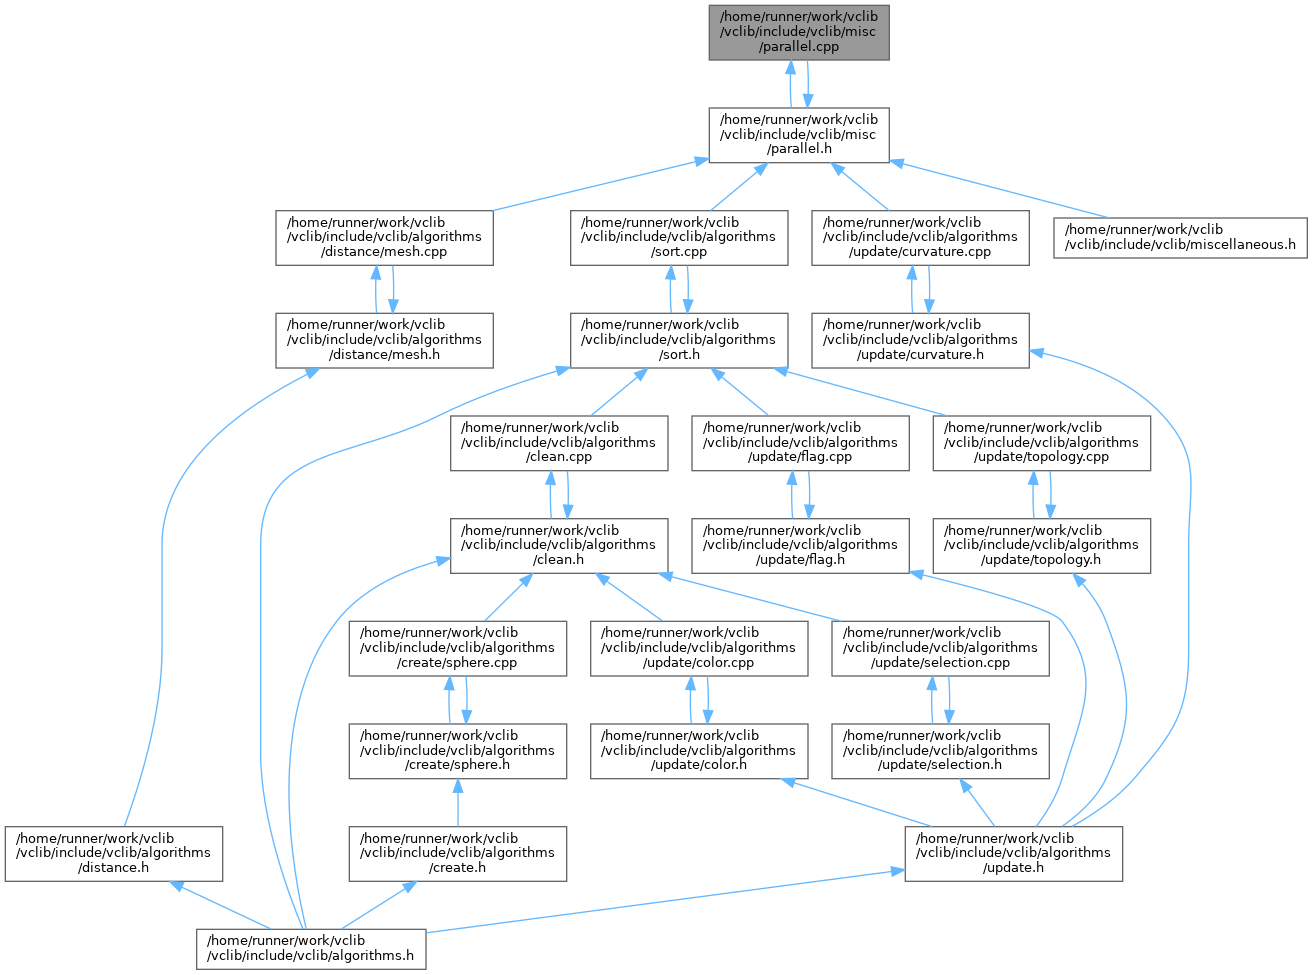 /home/runner/work/vclib
/vclib/include/vclib/misc
/parallel.cpp
/home/runner/work/vclib
/vclib/include/vclib/misc
/parallel.h
/home/runner/work/vclib
/vclib/include/vclib/algorithms
/distance/mesh.cpp
/home/runner/work/vclib
/vclib/include/vclib/algorithms
/sort.cpp
/home/runner/work/vclib
/vclib/include/vclib/algorithms
/update/curvature.cpp
/home/runner/work/vclib
/vclib/include/vclib/miscellaneous.h
/home/runner/work/vclib
/vclib/include/vclib/algorithms
/distance/mesh.h
/home/runner/work/vclib
/vclib/include/vclib/algorithms
/sort.h
/home/runner/work/vclib
/vclib/include/vclib/algorithms
/update/curvature.h
/home/runner/work/vclib
/vclib/include/vclib/algorithms
/clean.cpp
/home/runner/work/vclib
/vclib/include/vclib/algorithms
/update/flag.cpp
/home/runner/work/vclib
/vclib/include/vclib/algorithms
/update/topology.cpp
/home/runner/work/vclib
/vclib/include/vclib/algorithms
/clean.h
/home/runner/work/vclib
/vclib/include/vclib/algorithms
/update/flag.h
/home/runner/work/vclib
/vclib/include/vclib/algorithms
/update/topology.h
/home/runner/work/vclib
/vclib/include/vclib/algorithms
/create/sphere.cpp
/home/runner/work/vclib
/vclib/include/vclib/algorithms
/update/color.cpp
/home/runner/work/vclib
/vclib/include/vclib/algorithms
/update/selection.cpp
/home/runner/work/vclib
/vclib/include/vclib/algorithms
/create/sphere.h
/home/runner/work/vclib
/vclib/include/vclib/algorithms
/update/color.h
/home/runner/work/vclib
/vclib/include/vclib/algorithms
/update/selection.h
/home/runner/work/vclib
/vclib/include/vclib/algorithms
/distance.h
/home/runner/work/vclib
/vclib/include/vclib/algorithms
/create.h
/home/runner/work/vclib
/vclib/include/vclib/algorithms
/update.h
/home/runner/work/vclib
/vclib/include/vclib/algorithms.h